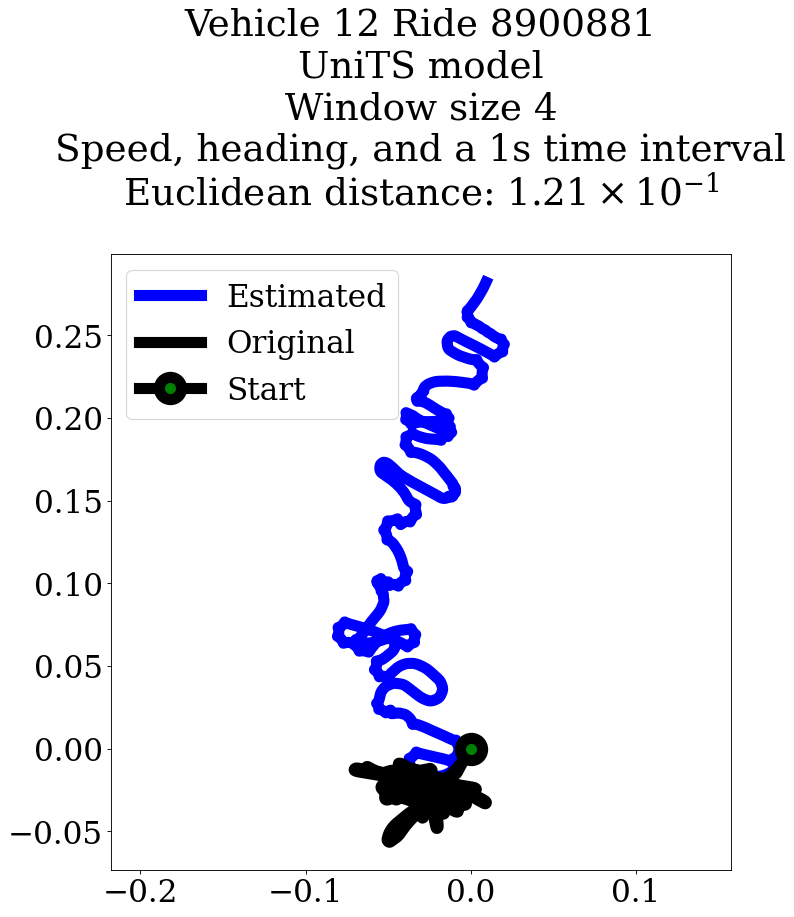 Vehicle 12 Ride 8900881
UniTS model
Window size 4
Speed, heading, and a 1s time interval
Euclidean distance: 1.21 × 10⁻¹
Estimated
Original
Start
0.25
0.20
0.15
0.10
0.05
0.00
−0.05
−0.2
−0.1
0.0
0.1